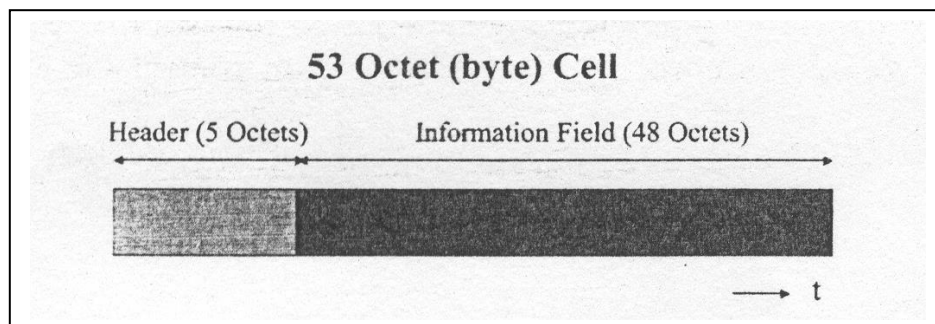 53 Octet (byte) Cell
Header (5 Octets) Information Field (48 Octets)
t